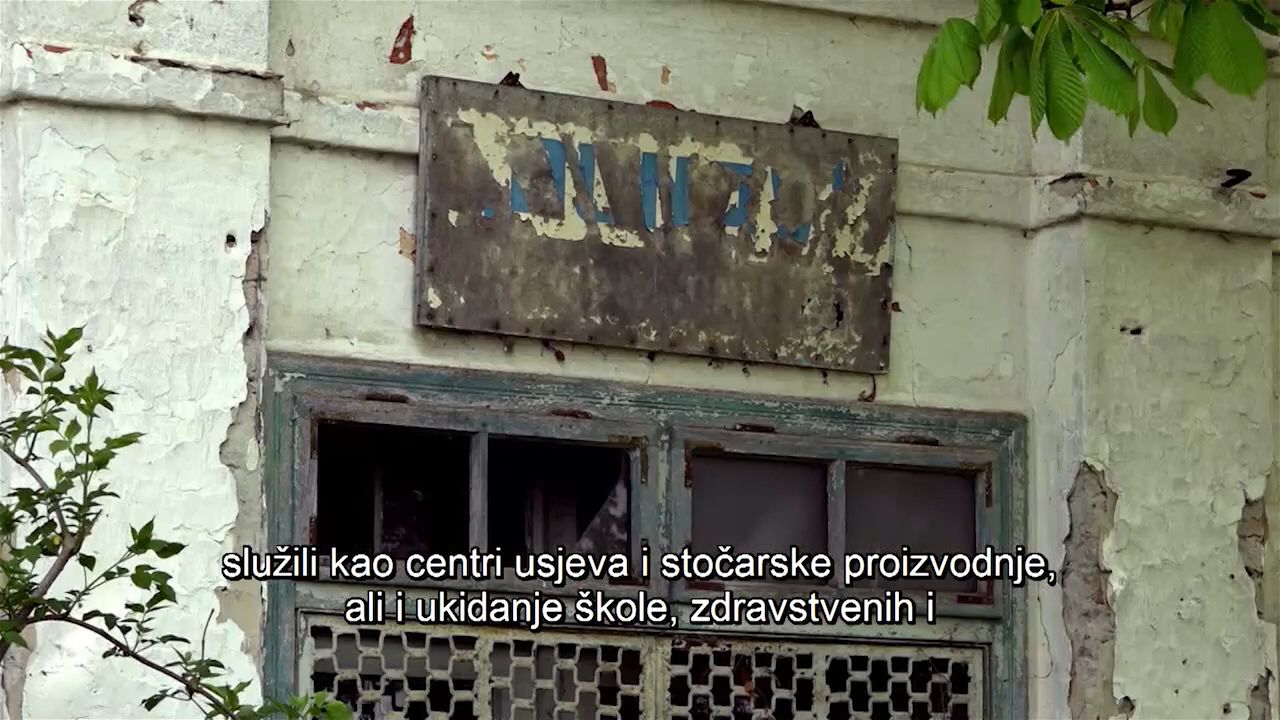 služili kao centri usjeva i stočarske proizvodnje,
ali i ukidanje škole, zdravstvenih i